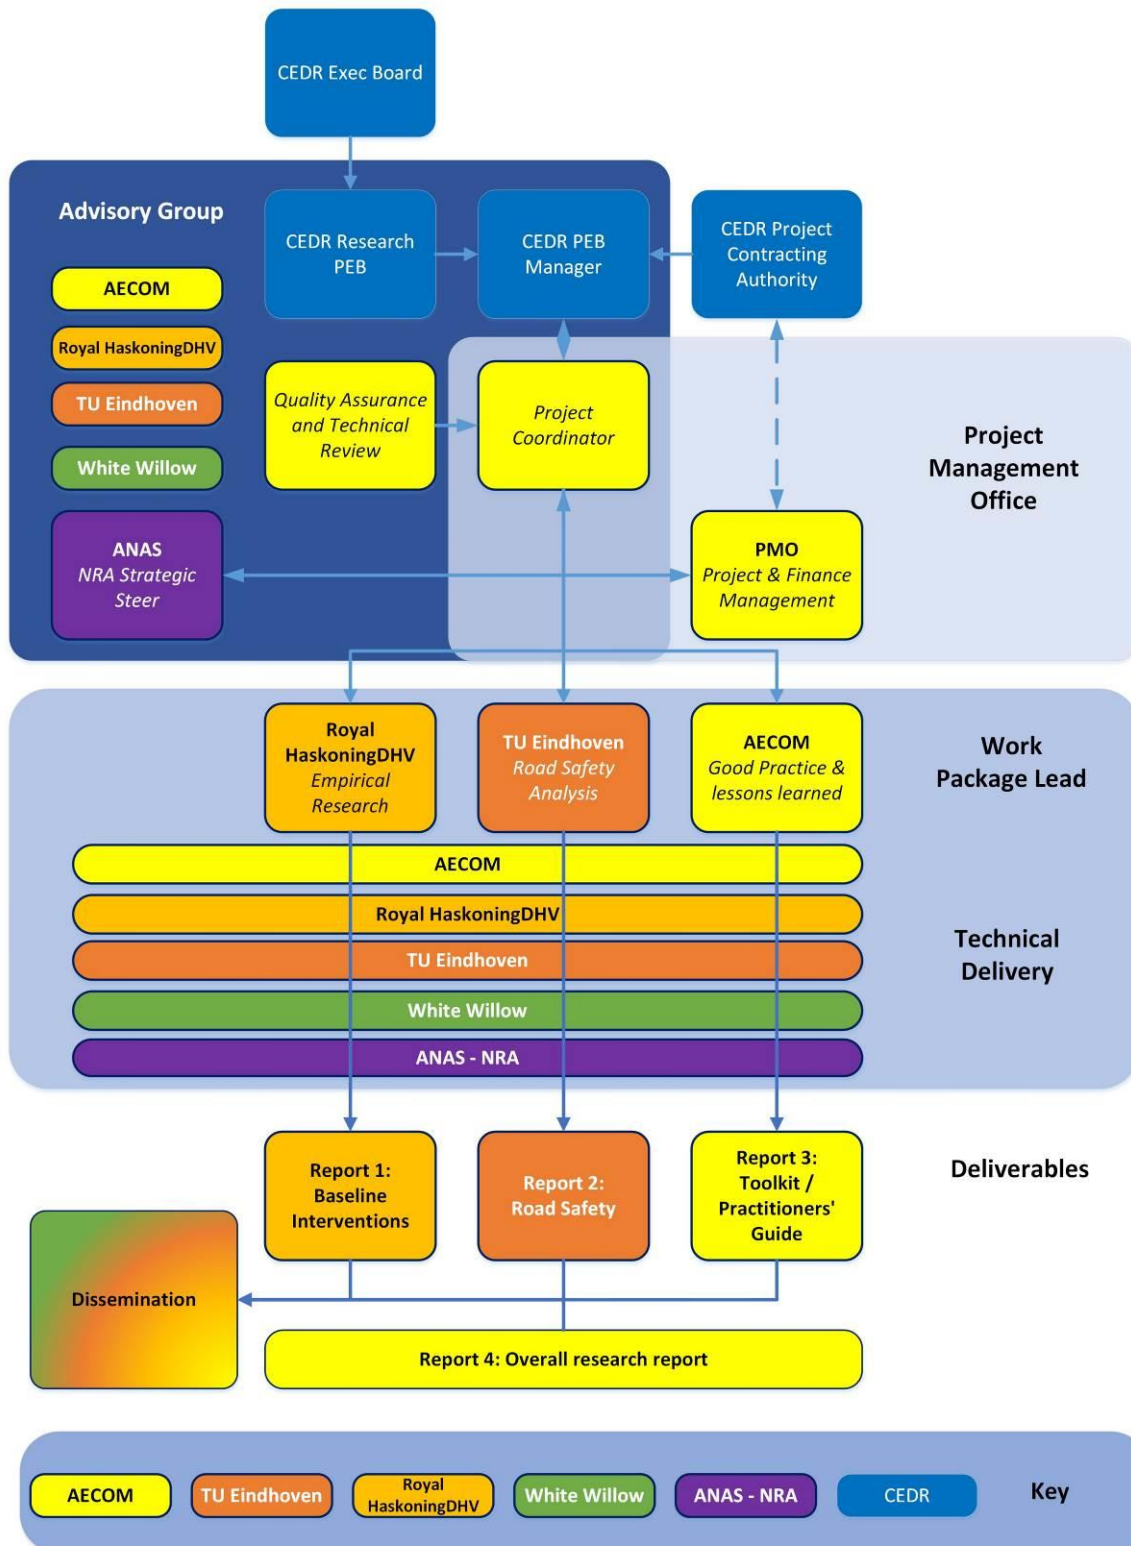 CEDR Exec Board
Advisory Group
CEDR Research
PEB
CEDR PEB
Manager
CEDR Project
Contracting
Authority
AECOM
Royal HaskoningDHV
TU Eindhoven
White Willow
Quality Assurance
and Technical
Review
Project
Coordinator
Project
Management
Office
ANAS
NRA Strategic
Steer
PMO
Project & Finance
Management
Royal
HaskoningDHV
Empirical
Research
TU Eindhoven
Road Safety
Analysis
AECOM
Good Practice &
lessons learned
Work
Package Lead
AECOM
Royal HaskoningDHV
TU Eindhoven
White Willow
ANAS - NRA
Technical
Delivery
Report 1:
Baseline
Interventions
Report 2:
Road Safety
Report 3:
Toolkit /
Practitioners'
Guide
Deliverables
Dissemination
Report 4: Overall research report
AECOM
TU Eindhoven
Royal
HaskoningDHV
White Willow
ANAS - NRA
CEDR
Key